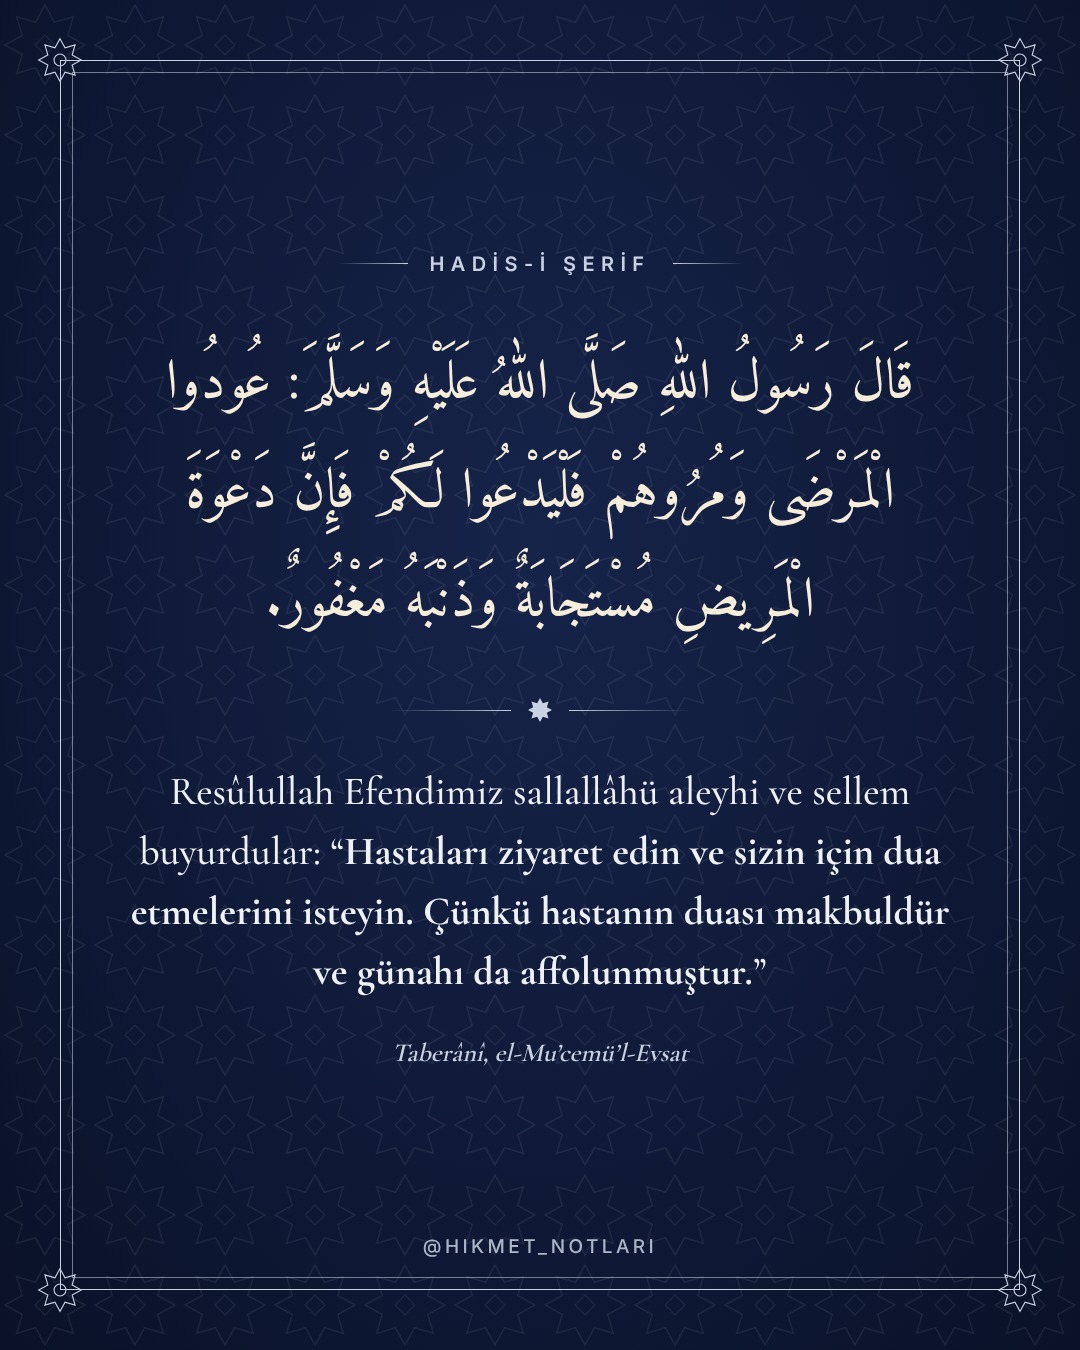 HADİS-İ ŞERİF
قَالَ رَسُولُ اللهِ صَلَّى اللهُ عَلَيْهِ وَسَلَّمَ: عُودُوا
الْمَرْضَى وَمُرُوهُمْ فَلْيَدْعُوا لَكُمْ فَإِنَّ دَعْوَةَ
الْمَرِيضِ مُسْتَجَابَةٌ وَذَنْبَهُ مَغْفُورٌ.
Resûlullah Efendimiz sallallâhü aleyhi ve sellem
buyurdular: “Hastaları ziyaret edin ve sizin için dua
etmelerini isteyin. Çünkü hastanın duası makbuldür
ve günahı da affolunmuştur.”
Taberânî, el-Mu’cemü’l-Evsat
@HIKMET_NOTLARI